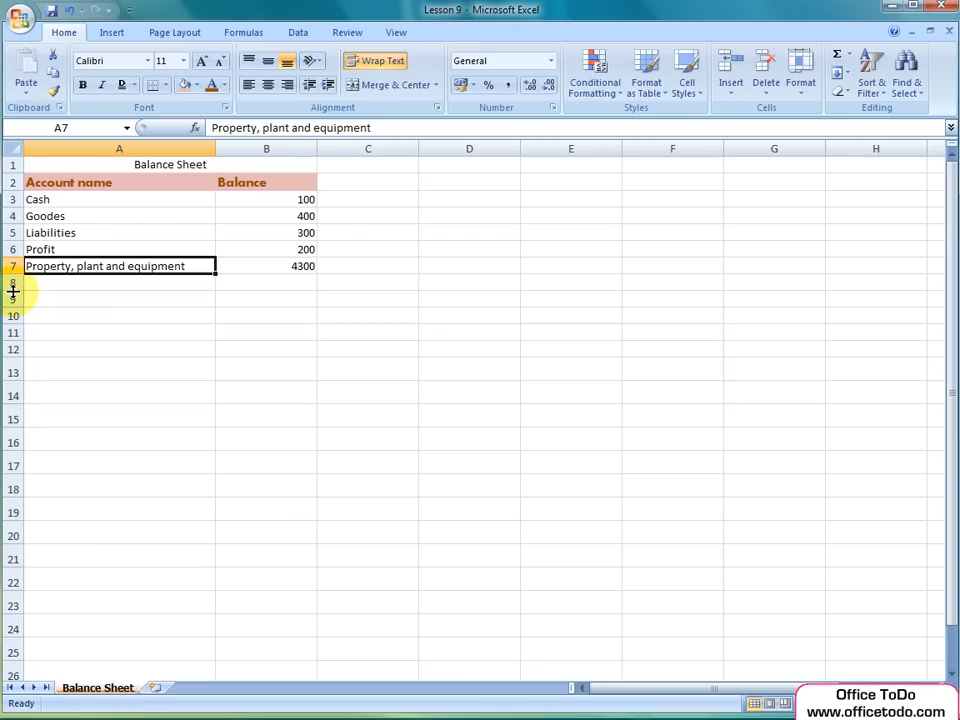 Lesson 9 - Microsoft Excel
Home Insert Page Layout Formulas Data Review View
Paste
Calibri 11
Wrap Text
Merge & Center
General
Conditional Formatting
Format as Table
Cell Styles
Insert
Delete
Format
Sort & Filter
Find & Select
Clipboard Font Alignment Number Styles Cells Editing
A7 fx Property, plant and equipment
A B C D E F G H
1 Balance Sheet
2 Account name Balance
3 Cash 100
4 Goodes 400
5 Liabilities 300
6 Profit 200
7 Property, plant and equipment 4300
8
9
10
11
12
13
14
15
16
17
18
19
20
21
22
23
24
25
26
Balance Sheet
Ready
Office ToDo
www.officetodo.com